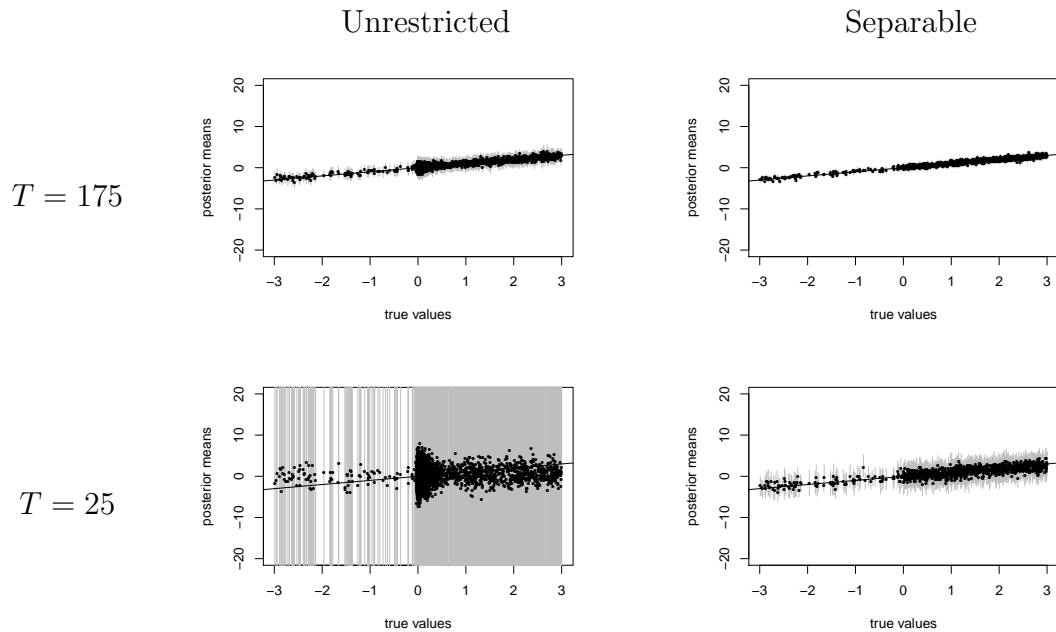 Unrestricted
Separable
T = 175
posterior means
20
10
0
−10
−20
−3 −2 −1 0 1 2 3
true values
posterior means
20
10
0
−10
−20
−3 −2 −1 0 1 2 3
true values
T = 25
posterior means
20
10
0
−10
−20
−3 −2 −1 0 1 2 3
true values
posterior means
20
10
0
−10
−20
−3 −2 −1 0 1 2 3
true values